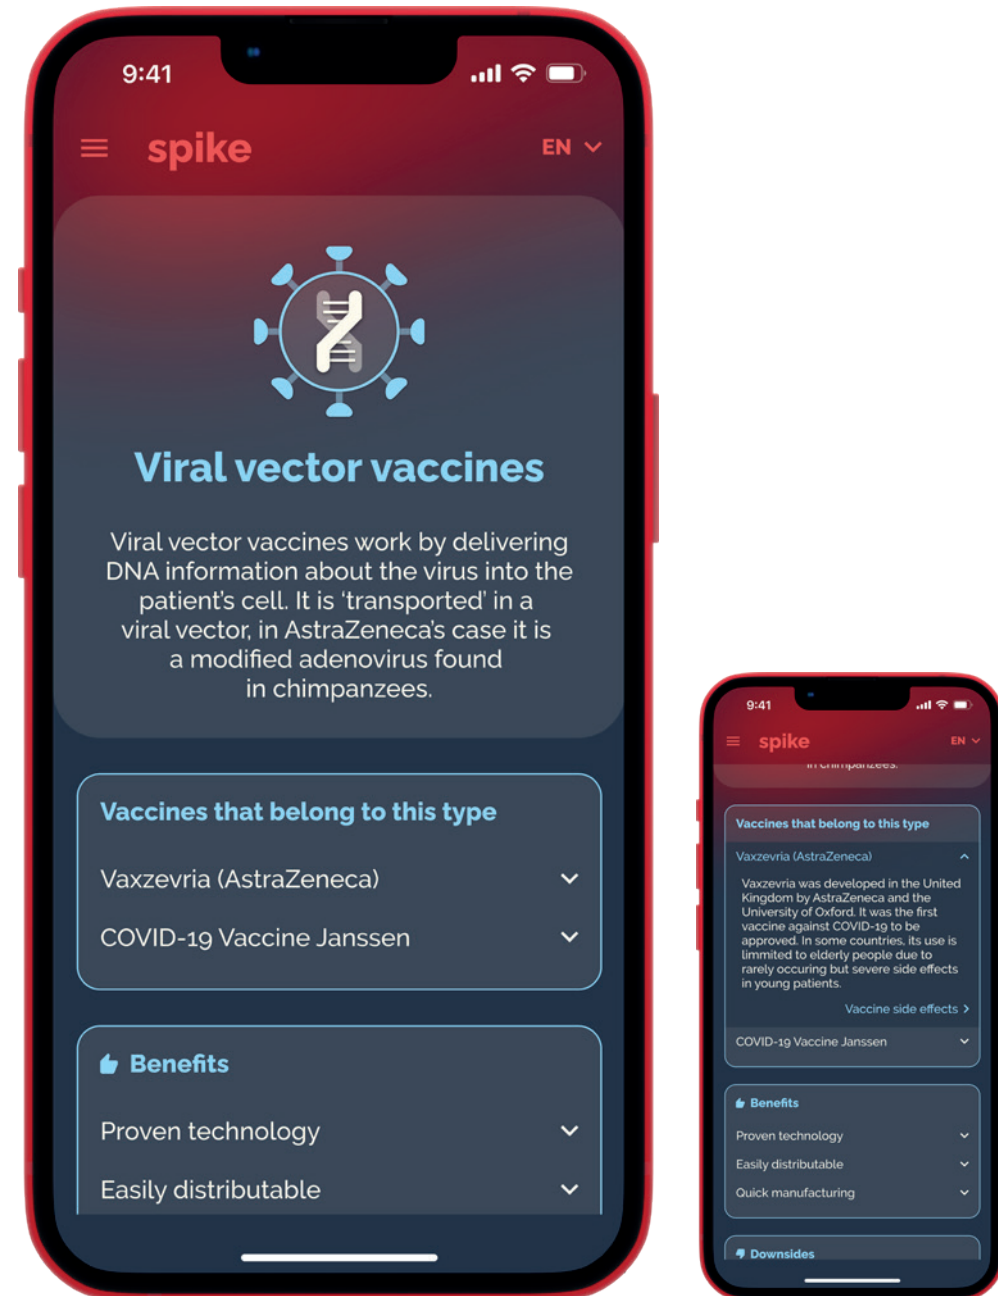 9:41
spike
EN
Viral vector vaccines
Viral vector vaccines work by delivering
DNA information about the virus into the
patient's cell. It is ‘transported’ in a
viral vector, in AstraZeneca's case it is
a modified adenovirus found
in chimpanzees.
Vaccines that belong to this type
Vaxzevria (AstraZeneca)
COVID-19 Vaccine Janssen
Benefits
Proven technology
Easily distributable
9:41
spike
EN
in chimpanzees.
Vaccines that belong to this type
Vaxzevria (AstraZeneca)
Vaxzevria was developed in the United
Kingdom by AstraZeneca and the
University of Oxford. It was the first
vaccine against COVID-19 to be
approved. In some countries, its use is
limmited to elderly people due to
rarely occuring but severe side effects
in young patients.
Vaccine side effects >
COVID-19 Vaccine Janssen
Benefits
Proven technology
Easily distributable
Quick manufacturing
Downsides